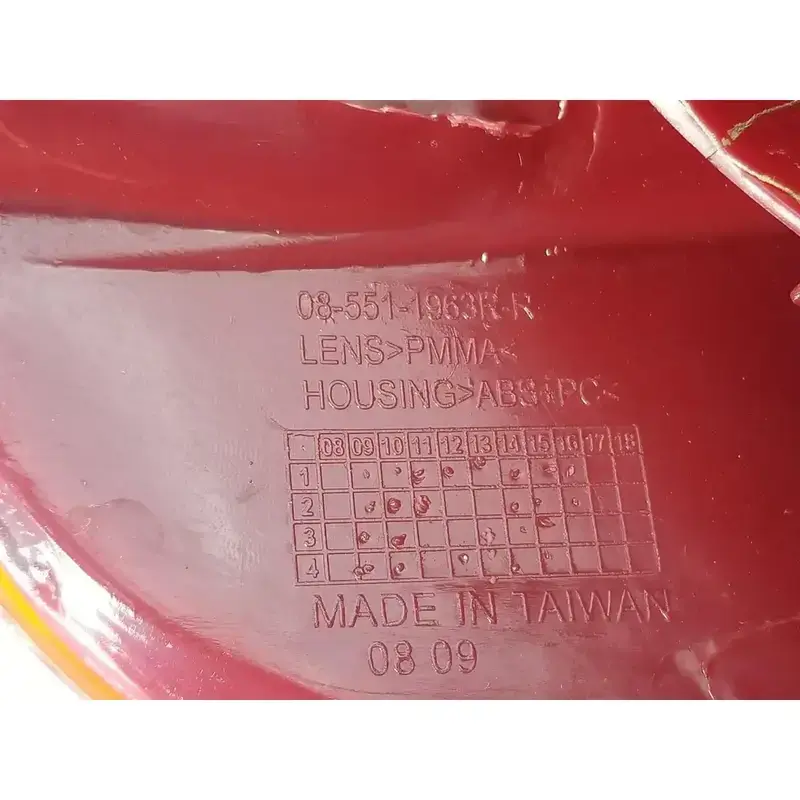 08-551-1963R-R
LENS>PMMA<
HOUSING>ABS+PC<
08 09 10 11 12 13 14 15 16 17 18
1
2
3
4
MADE IN TAIWAN
08 09